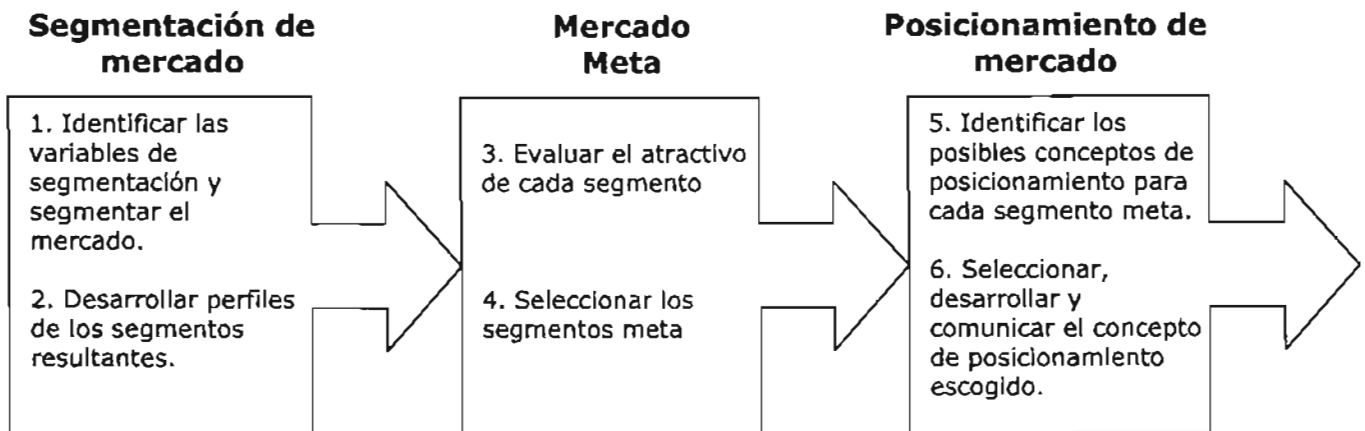 Segmentación de
mercado
1. Identificar las
variables de
segmentación y
segmentar el
mercado.
2. Desarrollar perfiles
de los segmentos
resultantes.
Mercado
Meta
3. Evaluar el atractivo
de cada segmento
4. Seleccionar los
segmentos meta
Posicionamiento de
mercado
5. Identificar los
posibles conceptos de
posicionamiento para
cada segmento meta.
6. Seleccionar,
desarrollar y
comunicar el concepto
de posicionamiento
escogido.